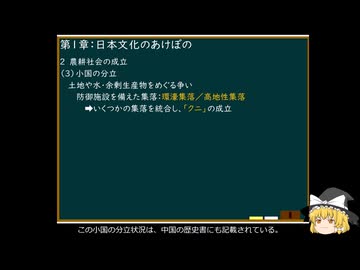 第1章：日本文化のあけぼの
2 農耕社会の成立
（3）小国の分立
土地や水・余剰生産物をめぐる争い
防御施設を備えた集落：環濠集落／高地性集落
➡いくつかの集落を統合し、「クニ」の成立
この小国の分立状況は、中国の歴史書にも記載されている。